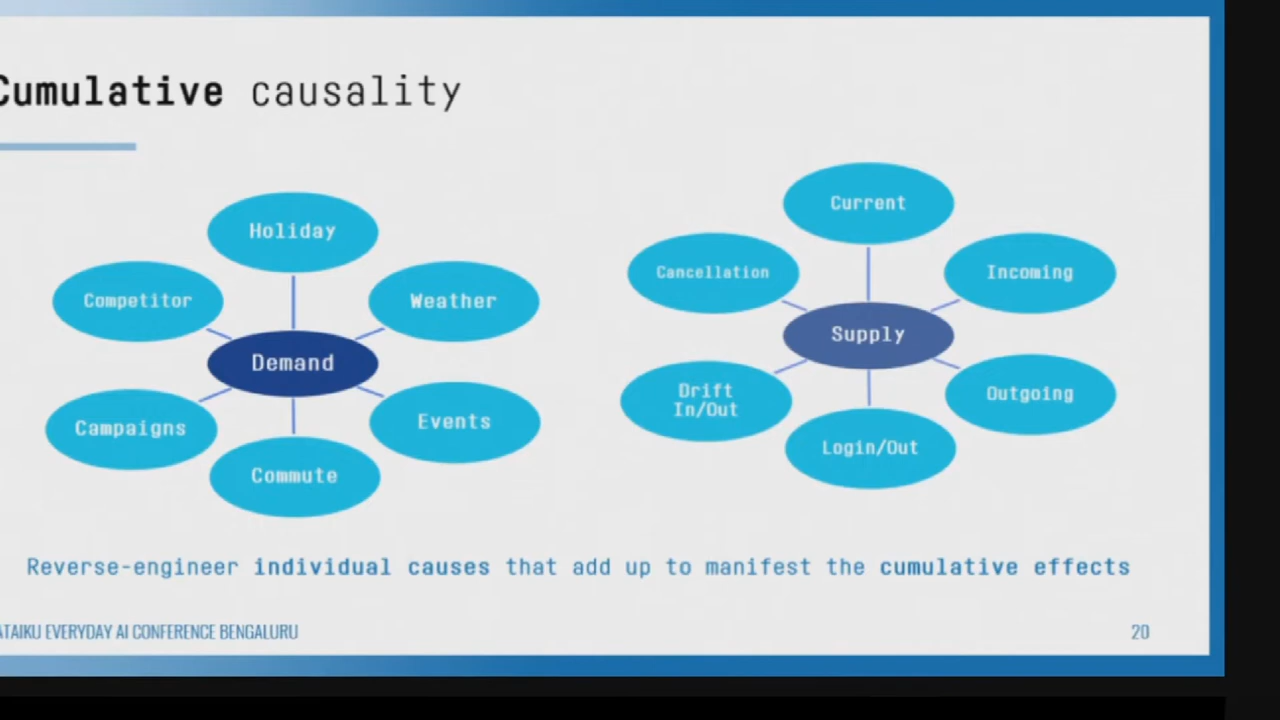 Cumulative causality
Holiday
Competitor
Weather
Demand
Campaigns
Events
Commute
Current
Cancellation
Incoming
Supply
Drift
In/Out
Outgoing
Login/Out
Reverse-engineer individual causes that add up to manifest the cumulative effects
ATAIKU EVERYDAY AI CONFERENCE BENGALURU
20